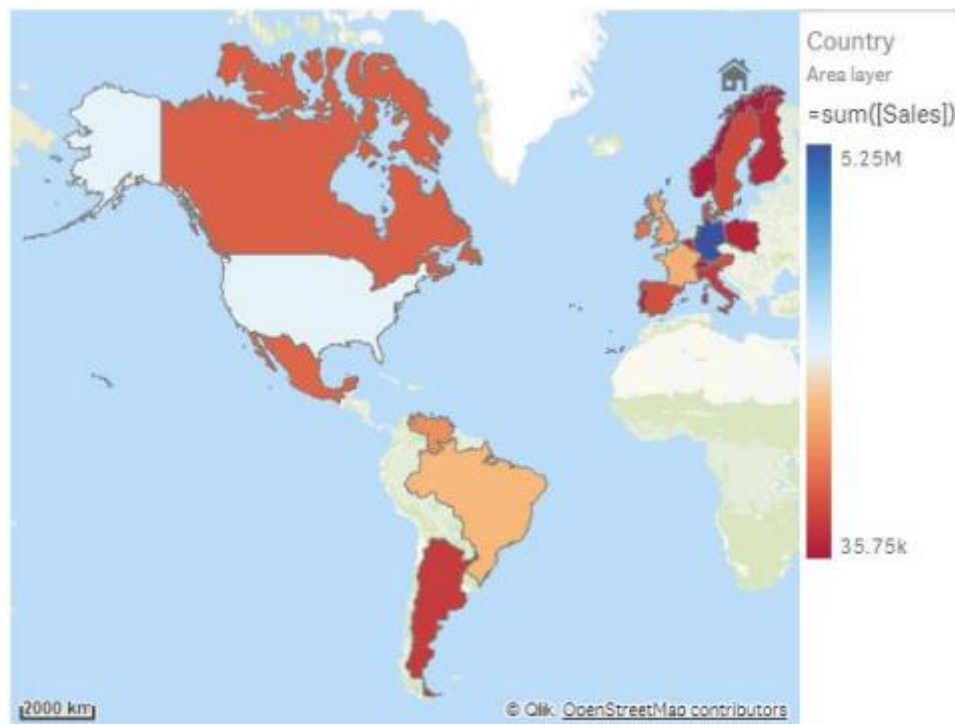 Country
Area layer
=sum([Sales])
5.25M
35.75k
2000 km
© Qlik, OpenStreetMap contributors